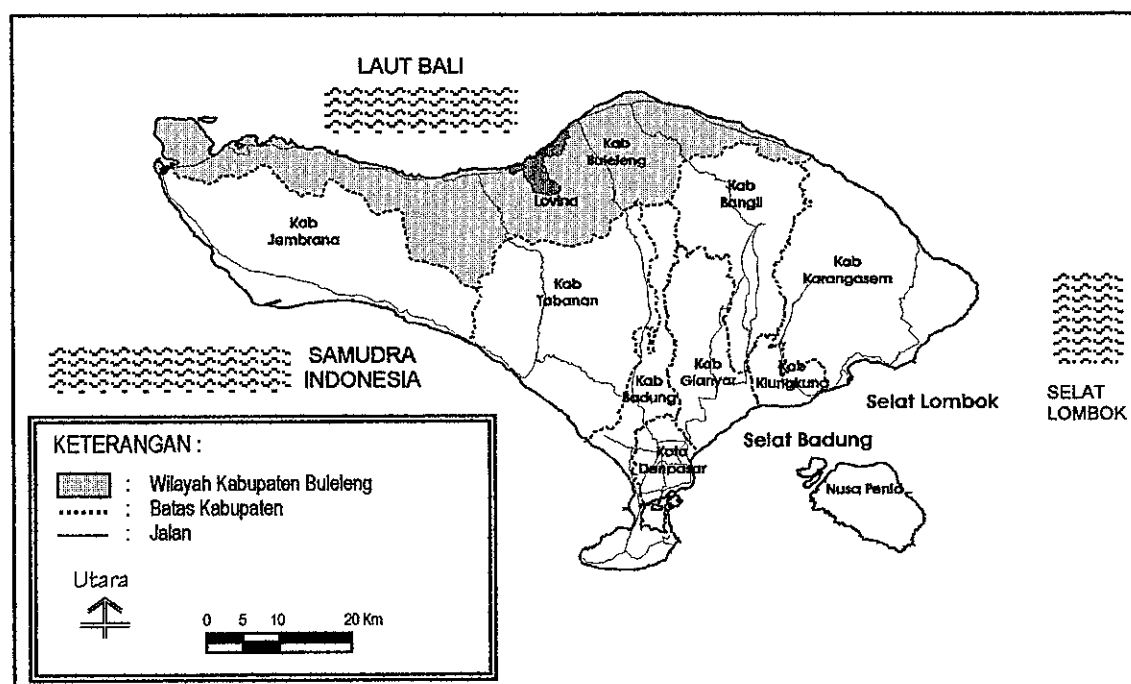 LAUT BALI
Kab
Buleleng
Lovina
Kab
Bangli
Kab
Jembrana
Kab
Karangasem
Kab
Tabanan
SAMUDRA
INDONESIA
Kab
Badung
Kab
Gianyar
Kab
Klungkung
Selat Lombok
SELAT
LOMBOK
Selat Badung
Kota
Denpasar
Nusa Penida
KETERANGAN :
: Wilayah Kabupaten Buleleng
: Batas Kabupaten
: Jalan
Utara
0 5 10 20 Km